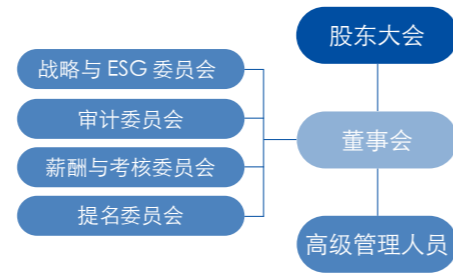 股东大会
战略与 ESG 委员会
审计委员会
董事会
薪酬与考核委员会
提名委员会
高级管理人员